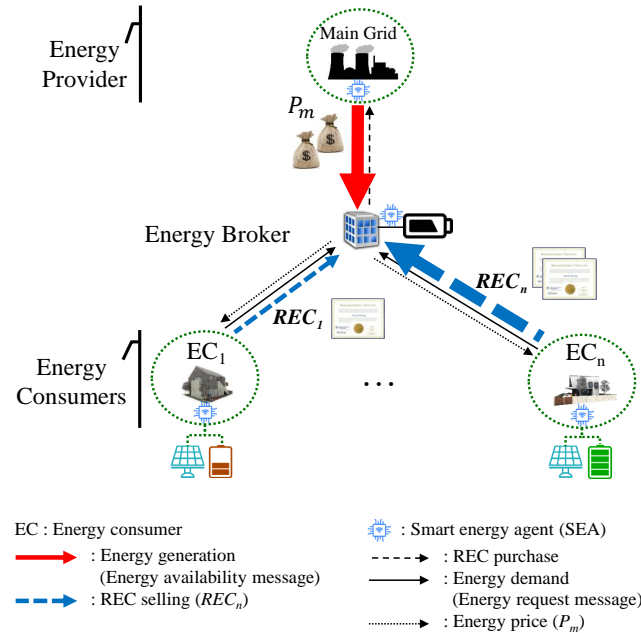 Energy
Provider
Main Grid
P_m
$
$
Energy Broker
REC_n
REC_1
Energy
Consumers
EC_1
. . .
EC_n
EC : Energy consumer
: Energy generation
(Energy availability message)
: REC selling (REC_n)
: Smart energy agent (SEA)
: REC purchase
: Energy demand
(Energy request message)
: Energy price (P_m)